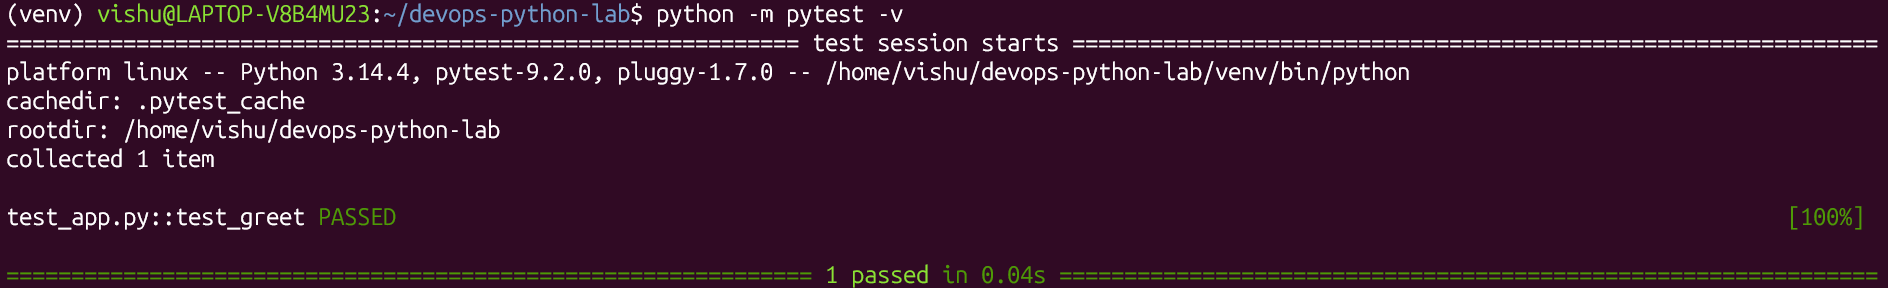 (venv) vishu@LAPTOP-V8B4MU23:~/devops-python-lab$ python -m pytest -v
============================================================= test session starts ==============================================================
platform linux -- Python 3.14.4, pytest-9.2.0, pluggy-1.7.0 -- /home/vishu/devops-python-lab/venv/bin/python
cachedir: .pytest_cache
rootdir: /home/vishu/devops-python-lab
collected 1 item
test_app.py::test_greet PASSED [100%]
============================================================== 1 passed in 0.04s ===============================================================